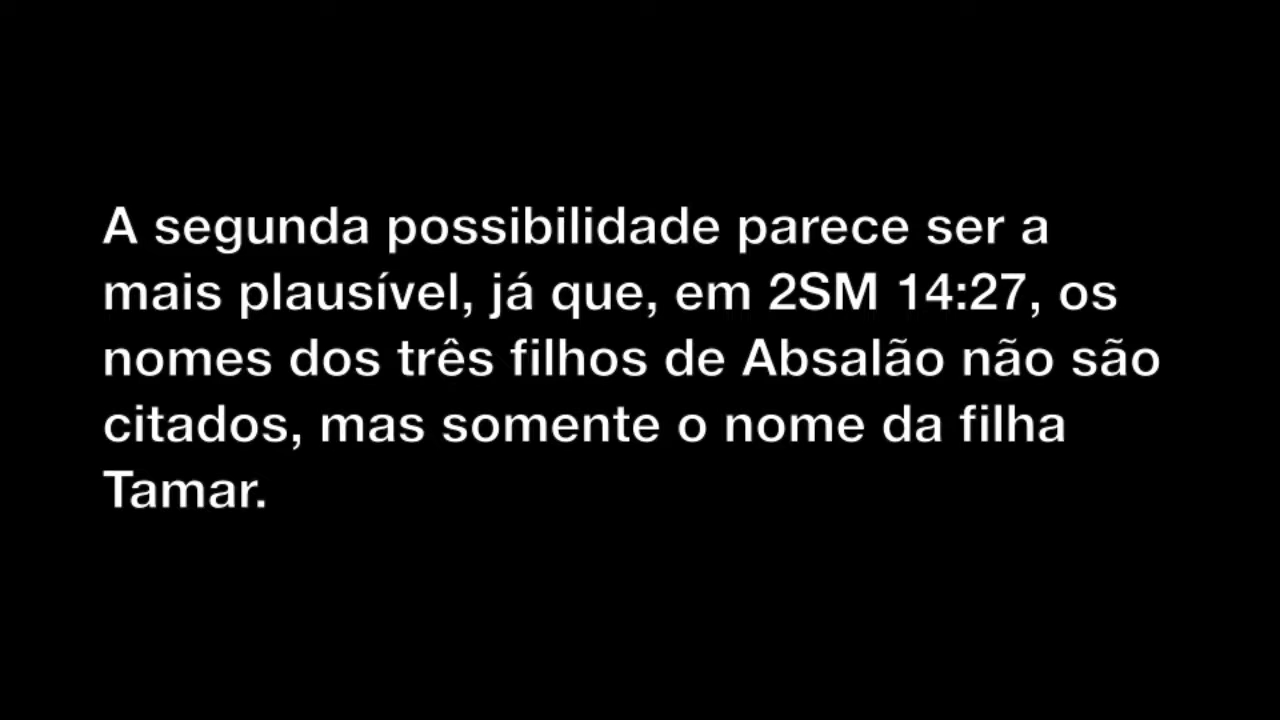 A segunda possibilidade parece ser a
mais plausível, já que, em 2SM 14:27, os
nomes dos três filhos de Absalão não são
citados, mas somente o nome da filha
Tamar.